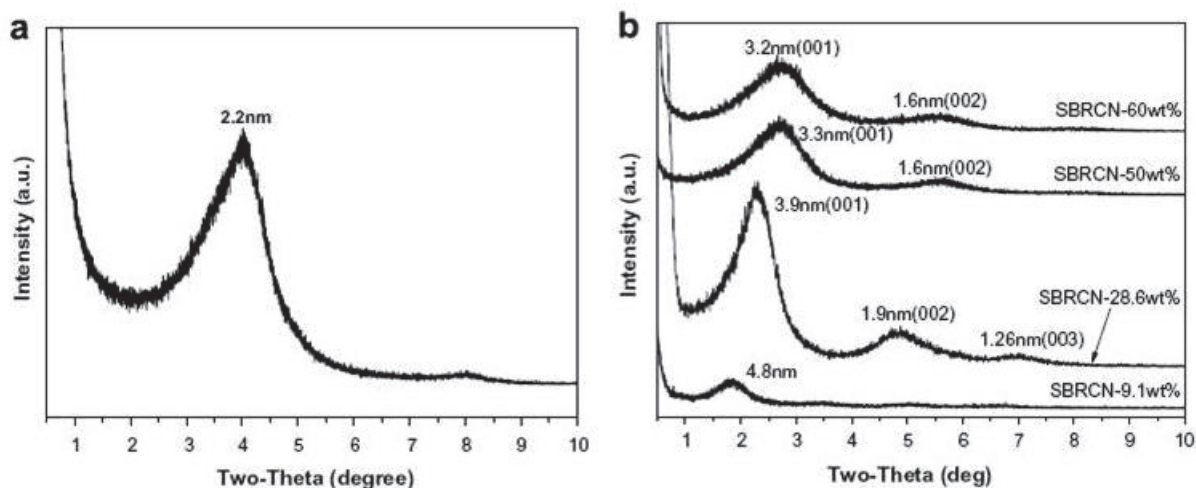 a
2.2nm
Intensity (a.u.)
1 2 3 4 5 6 7 8 9 10
Two-Theta (degree)
b
3.2nm(001)
1.6nm(002)
SBRCN-60wt%
3.3nm(001)
1.6nm(002)
SBRCN-50wt%
3.9nm(001)
SBRCN-28.6wt%
1.9nm(002)
1.26nm(003)
4.8nm
SBRCN-9.1wt%
Intensity (a.u.)
1 2 3 4 5 6 7 8 9 10
Two-Theta (deg)